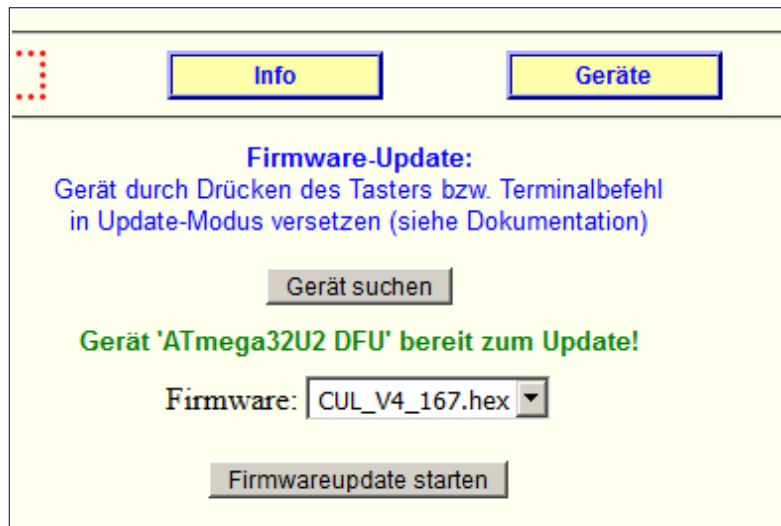 Info
Geräte
Firmware-Update:
Gerät durch Drücken des Tasters bzw. Terminalbefehl
in Update-Modus versetzen (siehe Dokumentation)
Gerät suchen
Gerät 'ATmega32U2 DFU' bereit zum Update!
Firmware: CUL_V4_167.hex
Firmwareupdate starten